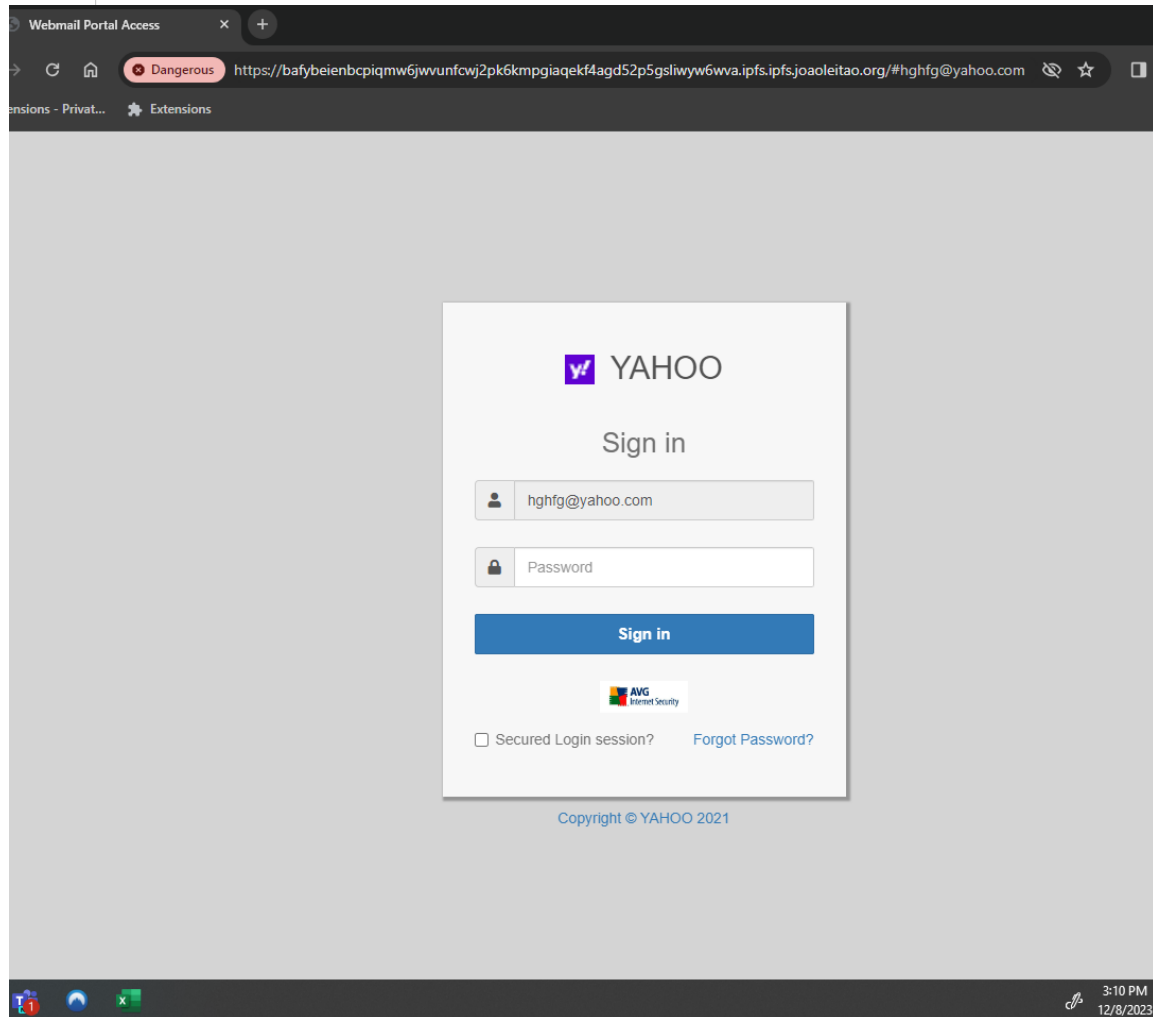 Webmail Portal Access
Dangerous https://bafybeienbcpiqmw6jwvunfcwj2pk6kmpgiaqekf4agd52p5gsliwyw6wva.ipfs.ipfs.joaoleitao.org/#hghfg@yahoo.com
ensions - Privat... Extensions
y! YAHOO
Sign in
hghfg@yahoo.com
Password
Sign in
AVG
Internet Security
Secured Login session? Forgot Password?
Copyright © YAHOO 2021
T 1 X 3:10 PM
12/8/2023